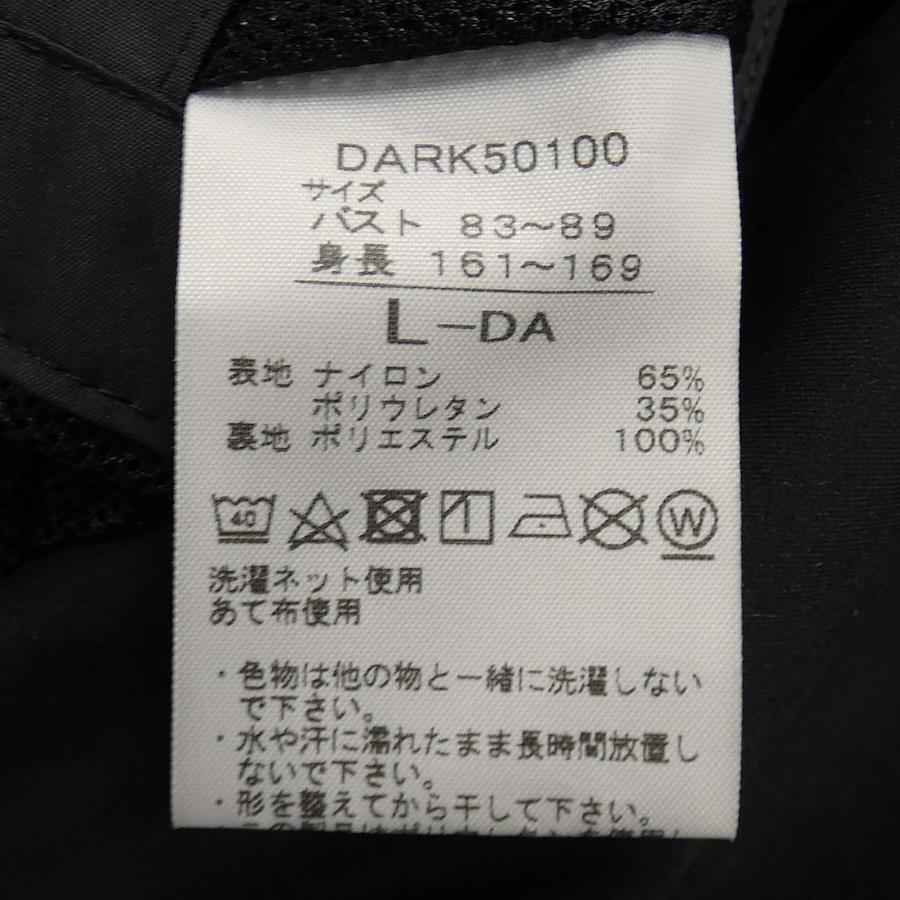 DARK50100
サイズ
バスト 83～89
身長 161～169
L－DA
表地 ナイロン 65%
ポリウレタン 35%
裏地 ポリエステル 100%
40
W
洗濯ネット使用
あて布使用
・色物は他の物と一緒に洗濯しない
で下さい。
・水や汗に濡れたまま長時間放置し
ないで下さい。
・形を整えてから干して下さい。